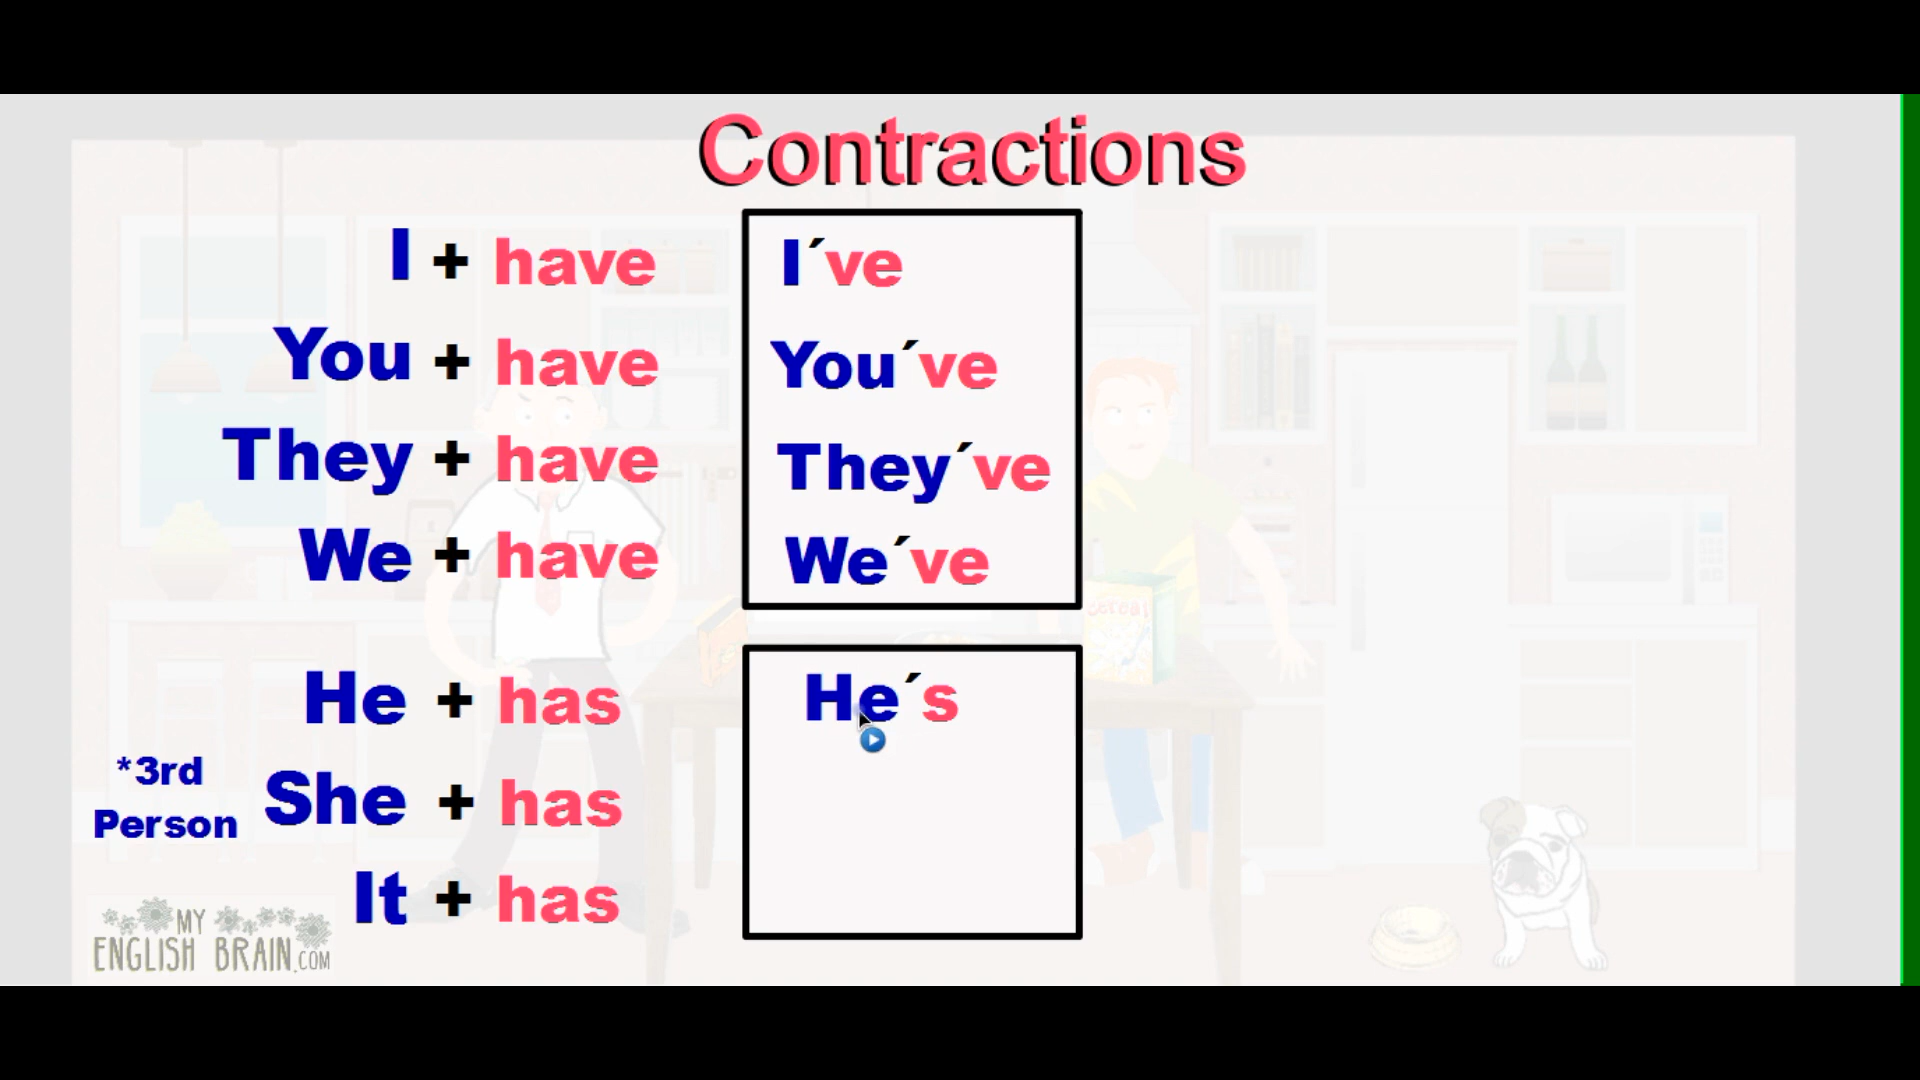 Contractions
I + have I´ve
You + have You´ve
They + have They´ve
We + have We´ve
He + has He´s
*3rd
Person
She + has
It + has
MY
ENGLISH BRAIN.COM
cereal